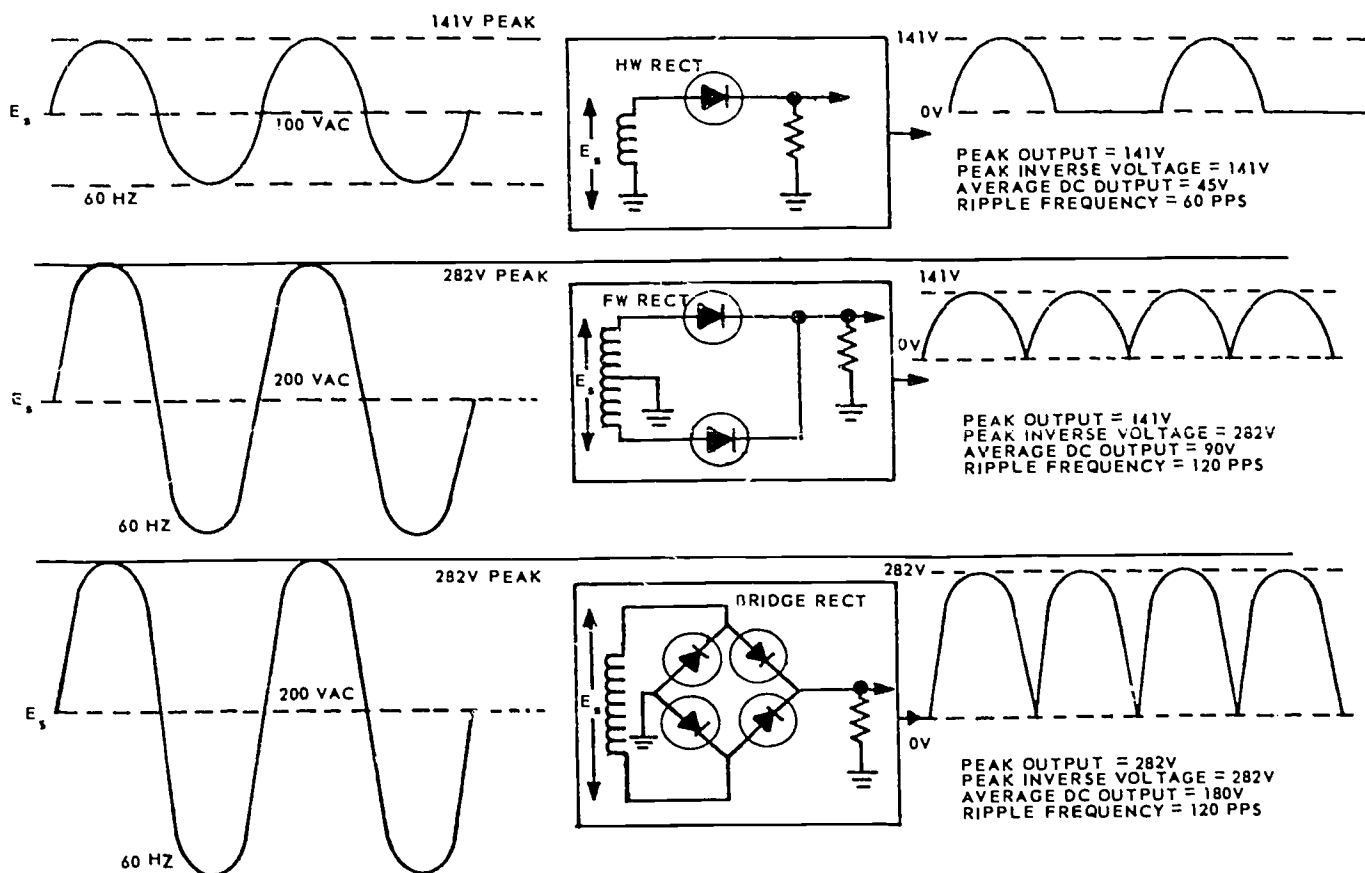 141V PEAK
E s
100 VAC
60 HZ
HW RECT
E s
141V
0V
PEAK OUTPUT = 141V
PEAK INVERSE VOLTAGE = 141V
AVERAGE DC OUTPUT = 45V
RIPPLE FREQUENCY = 60 PPS
282V PEAK
E s
200 VAC
60 HZ
FW RECT
E s
141V
0V
PEAK OUTPUT = 141V
PEAK INVERSE VOLTAGE = 282V
AVERAGE DC OUTPUT = 90V
RIPPLE FREQUENCY = 120 PPS
282V PEAK
E s
200 VAC
60 HZ
BRIDGE RECT
E s
282V
0V
PEAK OUTPUT = 282V
PEAK INVERSE VOLTAGE = 282V
AVERAGE DC OUTPUT = 180V
RIPPLE FREQUENCY = 120 PPS